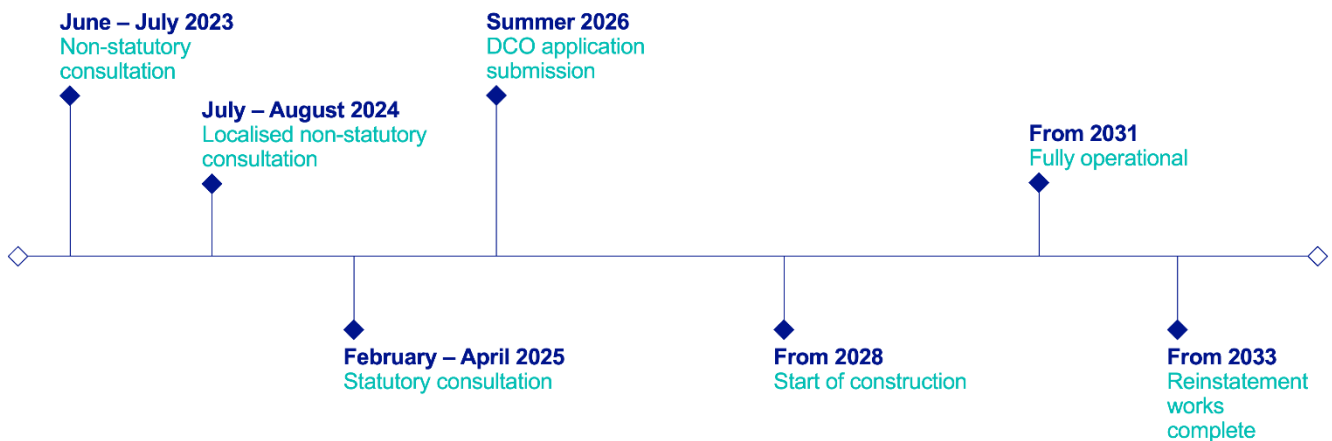 June – July 2023
Non-statutory
consultation
July – August 2024
Localised non-statutory
consultation
February – April 2025
Statutory consultation
Summer 2026
DCO application
submission
From 2028
Start of construction
From 2031
Fully operational
From 2033
Reinstatement
works
complete